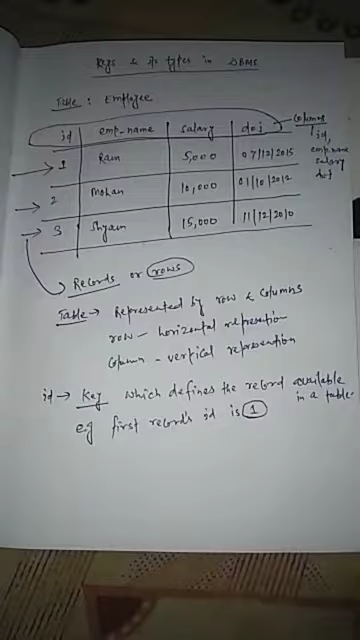 Keys & its types in DBMS
Table : Employee
id emp-name salary doj
1 Ram 5,000 07/12/2015
2 Mohan 10,000 01/10/2012
3 Shyam 15,000 11/12/2010
columns
id,
emp.name
salary
doj
Records or rows
Table → Represented by row & columns
row - horizontal represention
column - vertical represention
id → Key which defines the record available
in a table
e.g first record's id is 1